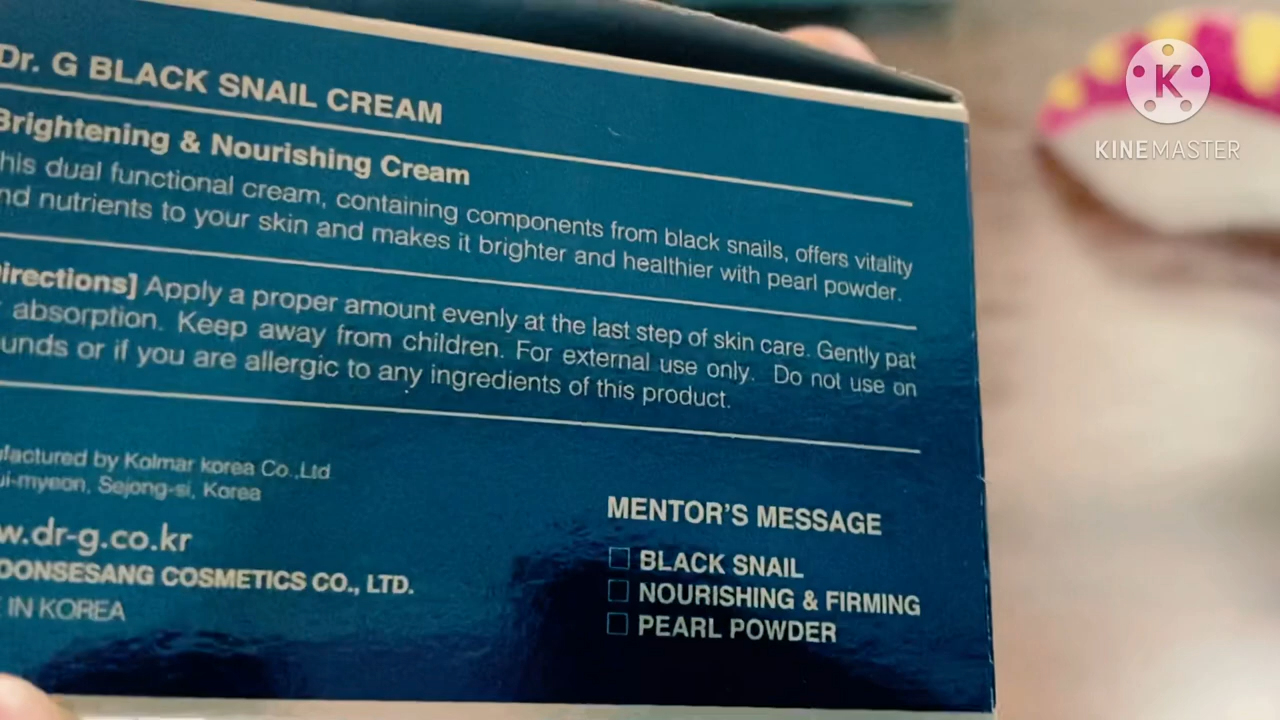 Dr. G BLACK SNAIL CREAM
Brightening & Nourishing Cream
his dual functional cream, containing components from black snails, offers vitality
nd nutrients to your skin and makes it brighter and healthier with pearl powder.
irections] Apply a proper amount evenly at the last step of skin care. Gently pat
absorption. Keep away from children. For external use only. Do not use on
unds or if you are allergic to any ingredients of this product.
ufactured by Kolmar korea Co.,Ltd
ui-myeon, Sejong-si, Korea
w.dr-g.co.kr
OONSESANG COSMETICS CO., LTD.
IN KOREA
MENTOR'S MESSAGE
BLACK SNAIL
NOURISHING & FIRMING
PEARL POWDER
K
KINEMASTER